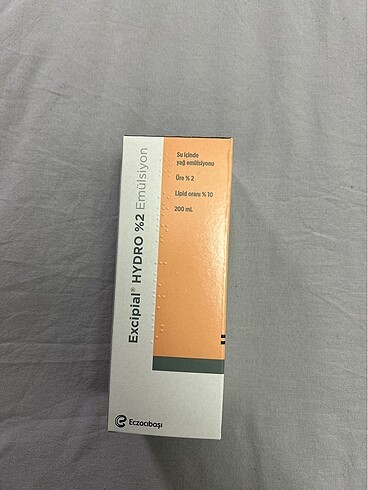 Excipial® HYDRO %2 Emülsiyon
Su içinde
yağ emülsiyonu
Üre % 2
Lipid oranı % 10
200 mL
Eczacıbaşı